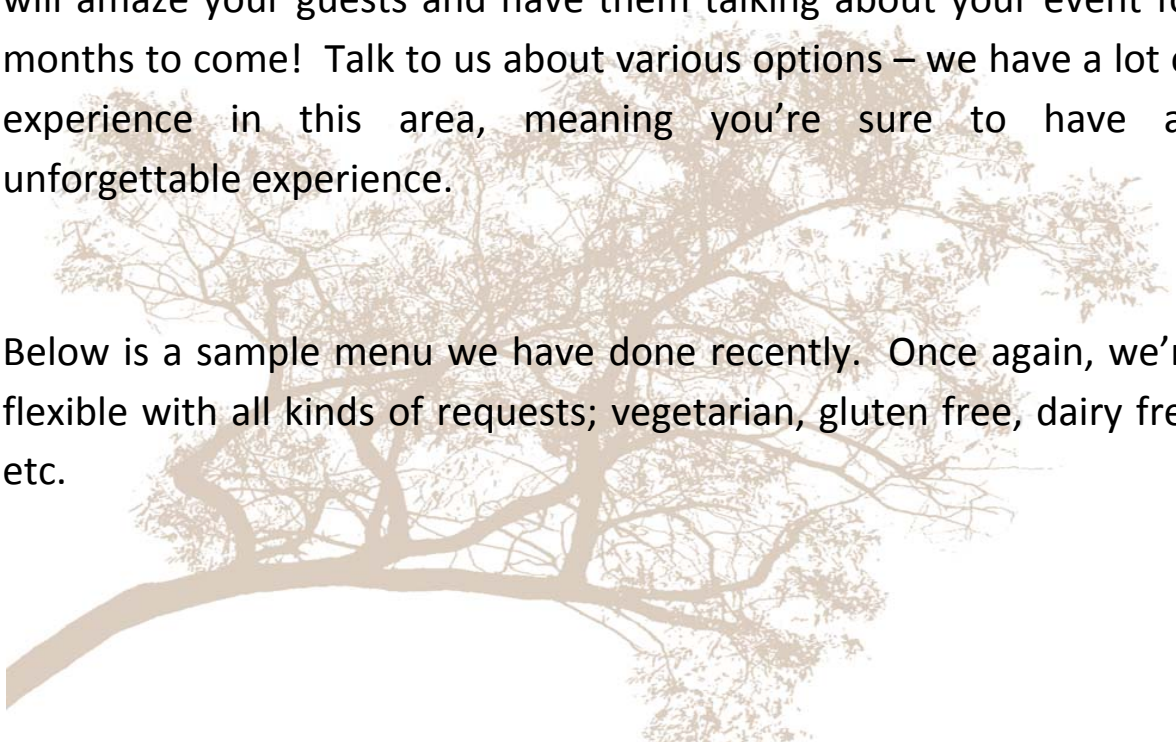 will amaze your guests and have them talking about your event
months to come!  Talk to us about various options – we have a lot
experience in this area, meaning you're sure to have
unforgettable experience.
Below is a sample menu we have done recently.  Once again,
flexible with all kinds of requests; vegetarian, gluten free, dairy
etc.